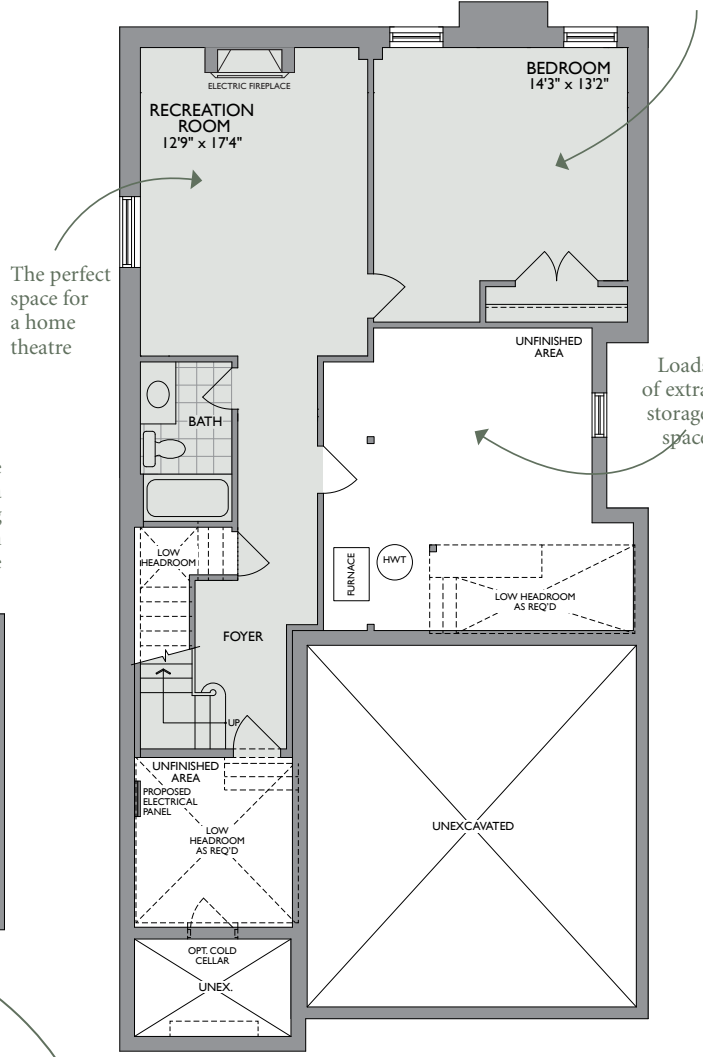 ELECTRIC FIREPLACE
RECREATION
ROOM
12'9" x 17'4"
BEDROOM
14'3" x 13'2"
The perfect
space for
a home
theatre
UNFINISHED
AREA
of extra
storage
BATH
LOW
HEADROOM
FURNACE
HWT
LOW HEADROOM
AS REQ'D
FOYER
UP
UNFINISHED
AREA
PROPOSED
ELECTRICAL
PANEL
LOW
HEADROOM
AS REQ'D
UNEXCAVATED
OPT. COLD
CELLAR
UNEX.